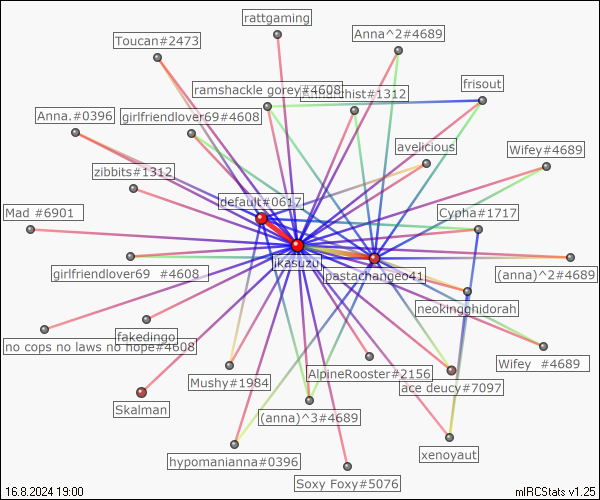 rattgaming
Toucan#2473
Anna^2#4689
ramshackle gorey#4608
frisout
#1312
Anna.#0396
girlfriendlover69#4608
avelicious
Wifey#4689
zibbits#1312
default#0617
Mad #6901
Cypha#1717
jkasuzu
girlfriendlover69 #4608
pastachangeo41
(anna)^2#4689
neokingghidorah
fakedingo
no cops no laws no hope#4608
Wifey #4689
AlpineRooster#2156
Mushy#1984
ace deucy#7097
Skalman
(anna)^3#4689
xenoyaut
hypomanianna#0396
Soxy Foxy#5076
16.8.2024 19:00
mIRCStats v1.25